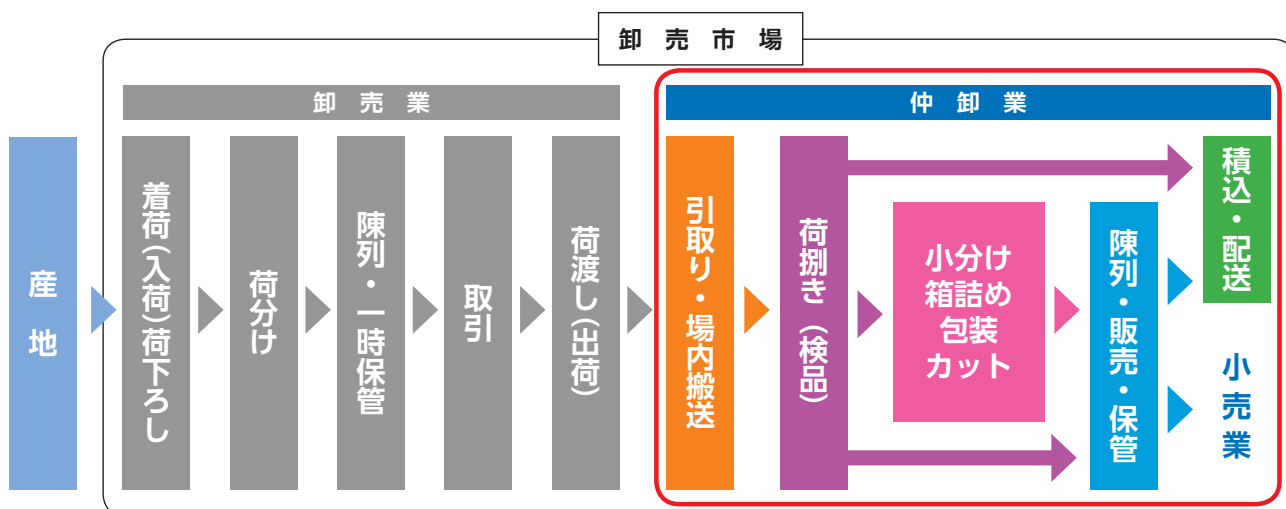 卸売市場
卸売業
仲卸業
産地
着荷(入荷)荷下ろし
荷分け
陳列・一時保管
取引
荷渡し(出荷)
引取り・場内搬送
荷捌き(検品)
小分け
箱詰め
包装
カット
陳列・販売・保管
積込・配送
小売業